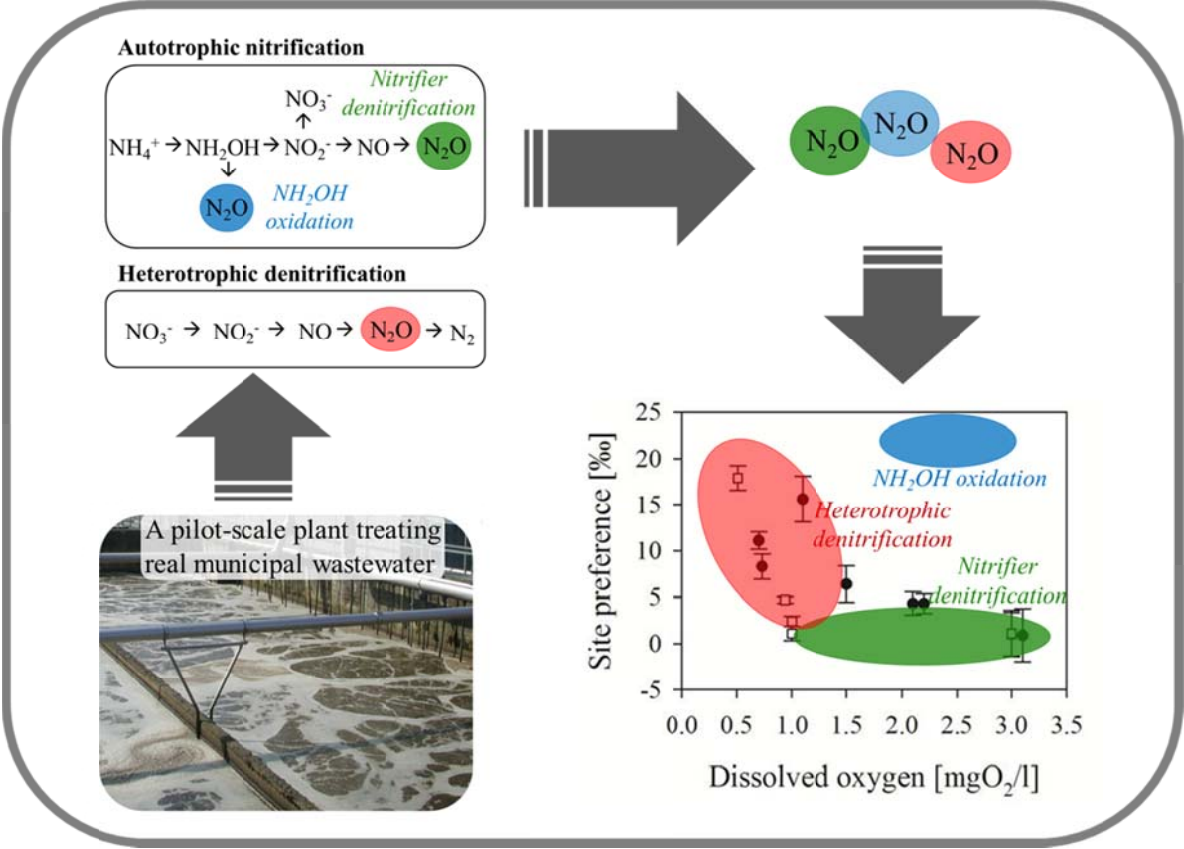 Autotrophic nitrification
Nitrifier
denitrification
NO₃⁻
NH₄⁺ → NH₂OH → NO₂⁻ → NO → N₂O
N₂O
NH₂OH
oxidation
Heterotrophic denitrification
NO₃⁻ → NO₂⁻ → NO → N₂O → N₂
A pilot-scale plant treating
real municipal wastewater
N₂O
N₂O
N₂O
Site preference [‰]
25
20
15
10
5
0
-5
NH₂OH oxidation
Heterotrophic
denitrification
Nitrifier
denitrification
0.0 0.5 1.0 1.5 2.0 2.5 3.0 3.5
Dissolved oxygen [mgO₂/l]